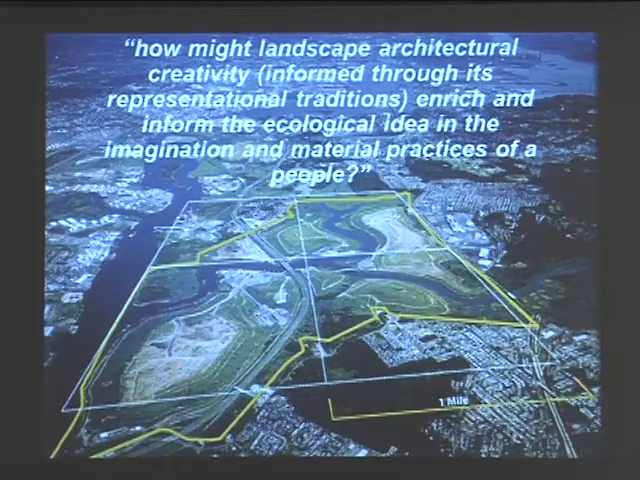 “how might landscape architectural
creativity (informed through its
representational traditions) enrich and
inform the ecological idea in the
imagination and material practices of a
people?”
1 Mile